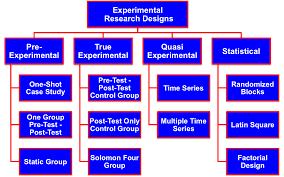 Experimental
Research Designs
Pre-
Experimental
True
Experimental
Quasi
Experimental
Statistical
One-Shot
Case Study
Pre-Test -
Post-Test
Control Group
Time Series
Randomized
Blocks
One Group
Pre-Test -
Post-Test
Post-Test Only
Control Group
Multiple Time
Series
Latin Square
Static Group
Solomon Four
Group
Factorial
Design